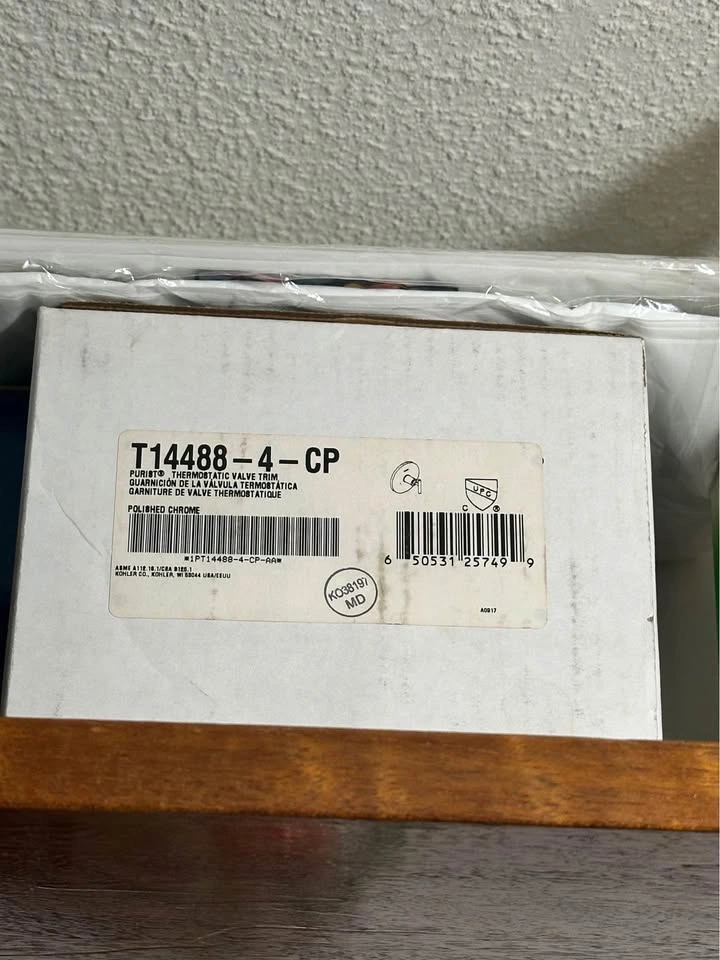 T14488-4-CP
PURIST® THERMOSTATIC VALVE TRIM
GUARNICIÓN DE LA VÁLVULA TERMOSTÁTICA
GARNITURE DE VALVE THERMOSTATIQUE
POLISHED CHROME
*1PT14488-4-CP-AA*
ASME A112.18.1/CSA B125.1
KOHLER CO., KOHLER, WI 53044 USA/EEUU
KO38197
MD
UPC
C ®
6 50531 25749 9
A0917